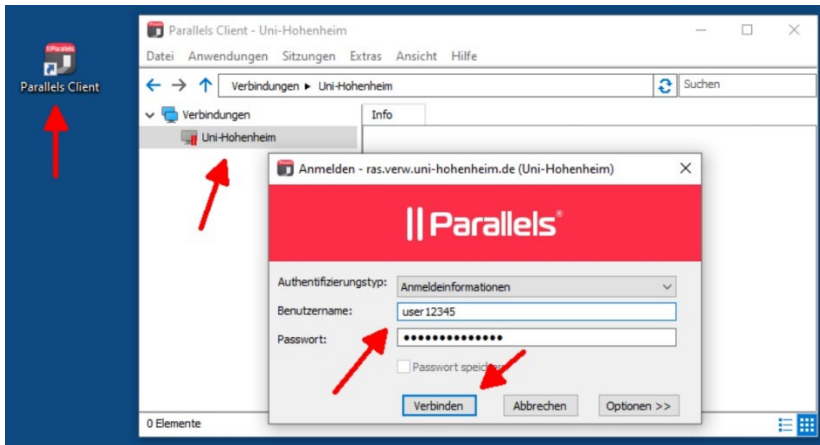 Parallels
Parallels Client
Parallels Client - Uni-Hohenheim
Datei Anwendungen Sitzungen Extras Ansicht Hilfe
Verbindungen ▸ Uni-Hohenheim
Suchen
Verbindungen
Info
Uni-Hohenheim
Anmelden - ras.verw.uni-hohenheim.de (Uni-Hohenheim)
|| Parallels®
Authentifizierungstyp: Anmeldeinformationen
Benutzername: user12345
Passwort: ••••••••••••••
Passwort speichern
Verbinden Abbrechen Optionen >>
0 Elemente